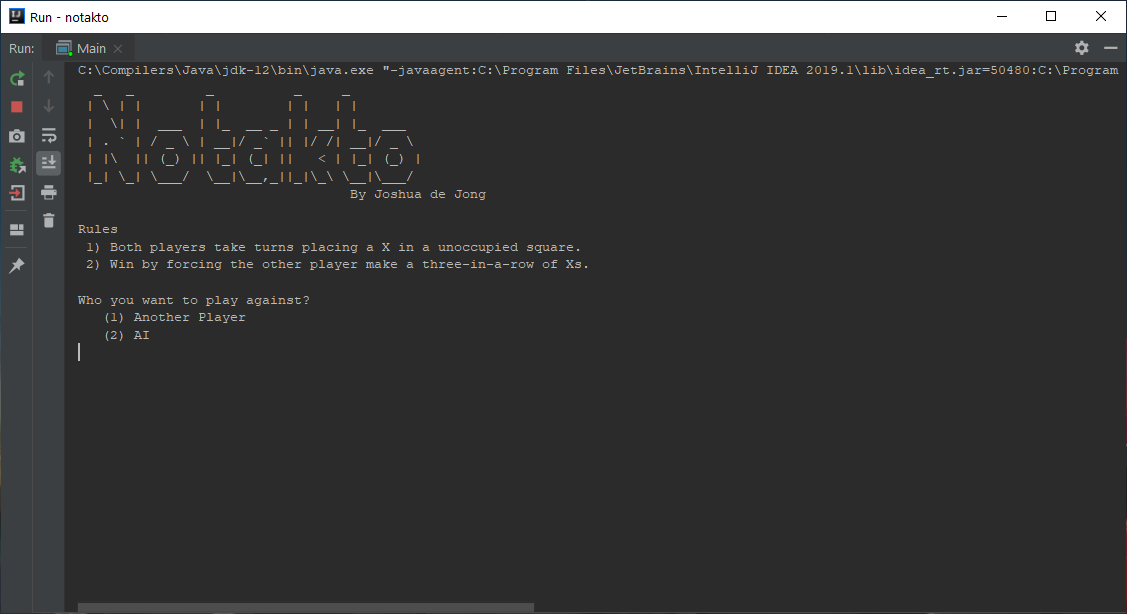 Run - notakto
Run:
Main
C:\Compilers\Java\jdk-12\bin\java.exe "-javaagent:C:\Program Files\JetBrains\IntelliJ IDEA 2019.1\lib\idea_rt.jar=50480:C:\Program
Notakto
By Joshua de Jong
Rules
1) Both players take turns placing a X in a unoccupied square.
2) Win by forcing the other player make a three-in-a-row of Xs.
Who you want to play against?
(1) Another Player
(2) AI